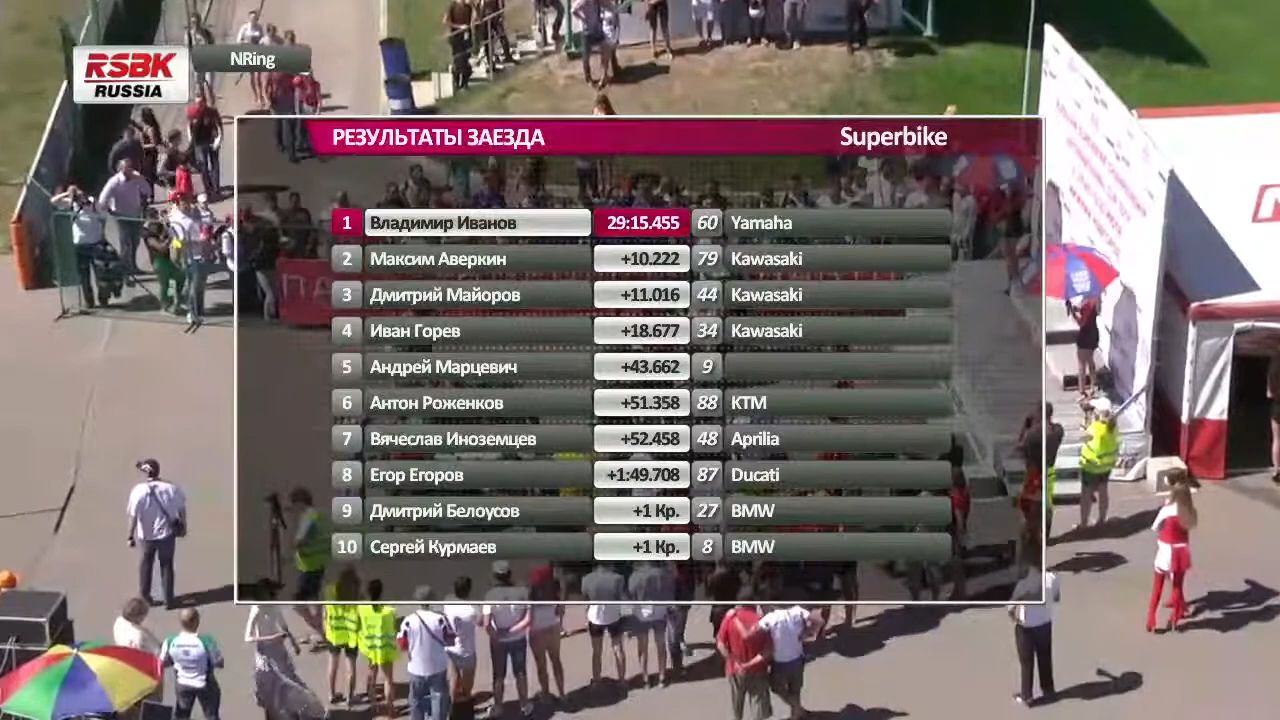 RSBK
RUSSIA
NRing
РЕЗУЛЬТАТЫ ЗАЕЗДА Superbike
1 Владимир Иванов 29:15.455 60 Yamaha
2 Максим Аверкин +10.222 79 Kawasaki
3 Дмитрий Майоров +11.016 44 Kawasaki
4 Иван Горев +18.677 34 Kawasaki
5 Андрей Марцевич +43.662 9
6 Антон Роженков +51.358 88 KTM
7 Вячеслав Иноземцев +52.458 48 Aprilia
8 Егор Егоров +1:49.708 87 Ducati
9 Дмитрий Белоусов +1 Кр. 27 BMW
10 Сергей Курмаев +1 Кр. 8 BMW